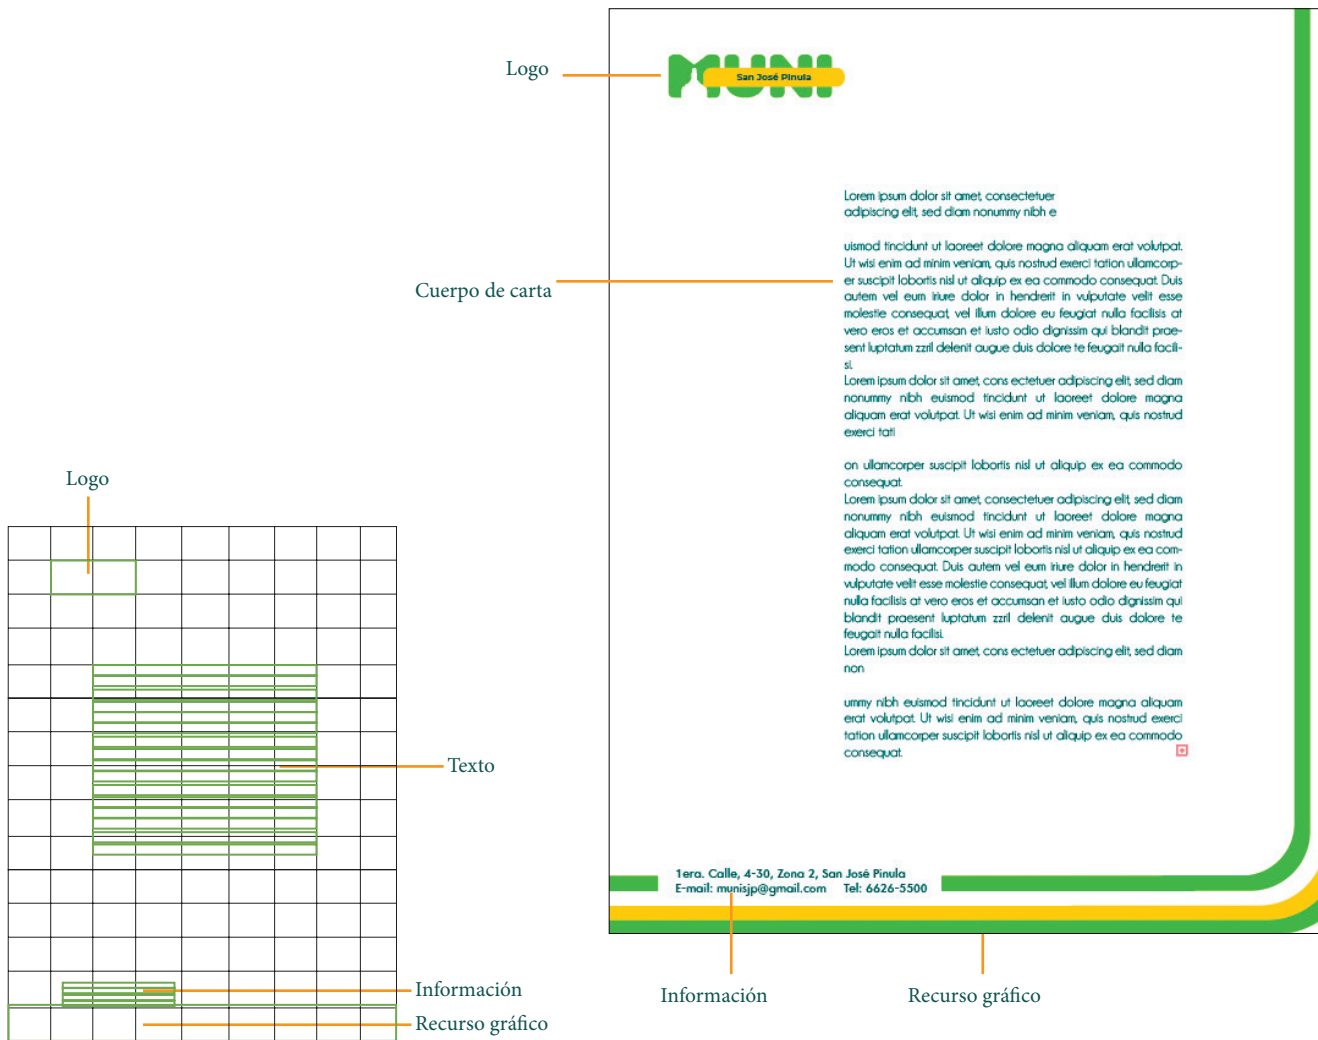 Logo
MUNI
San José Pinula
Lorem ipsum dolor sit amet, consectetuer
adipiscing elit, sed diam nonummy nibh e
uismod tincidunt ut laoreet dolore magna aliquam erat volutpat.
Ut wisi enim ad minim veniam, quis nostrud exerci tation ullamcorp-
er suscipit lobortis nisl ut aliquip ex ea commodo consequat. Duis
autem vel eum iriure dolor in hendrerit in vulputate velit esse
molestie consequat, vel illum dolore eu feugiat nulla facilisis at
vero eros et accumsan et iusto odio dignissim qui blandit prae-
sent luptatum zzril delenit augue duis dolore te feugait nulla facili-
si.
Lorem ipsum dolor sit amet, cons ectetuer adipiscing elit, sed diam
nonummy nibh euismod tincidunt ut laoreet dolore magna
aliquam erat volutpat. Ut wisi enim ad minim veniam, quis nostrud
exerci tati
on ullamcorper suscipit lobortis nisl ut aliquip ex ea commodo
consequat.
Lorem ipsum dolor sit amet, consectetuer adipiscing elit, sed diam
nonummy nibh euismod tincidunt ut laoreet dolore magna
aliquam erat volutpat. Ut wisi enim ad minim veniam, quis nostrud
exerci tation ullamcorper suscipit lobortis nisl ut aliquip ex ea com-
modo consequat. Duis autem vel eum iriure dolor in hendrerit in
vulputate velit esse molestie consequat, vel illum dolore eu feugiat
nulla facilisis at vero eros et accumsan et iusto odio dignissim qui
blandit praesent luptatum zzril delenit augue duis dolore te
feugait nulla facilisi.
Lorem ipsum dolor sit amet, cons ectetuer adipiscing elit, sed diam
non
ummy nibh euismod tincidunt ut laoreet dolore magna aliquam
erat volutpat. Ut wisi enim ad minim veniam, quis nostrud exerci
tation ullamcorper suscipit lobortis nisl ut aliquip ex ea commodo
consequat.
Cuerpo de carta
1era. Calle, 4-30, Zona 2, San José Pinula
E-mail: munisjp@gmail.com Tel: 6626-5500
Información
Recurso gráfico
Logo
Texto
Información
Recurso gráfico